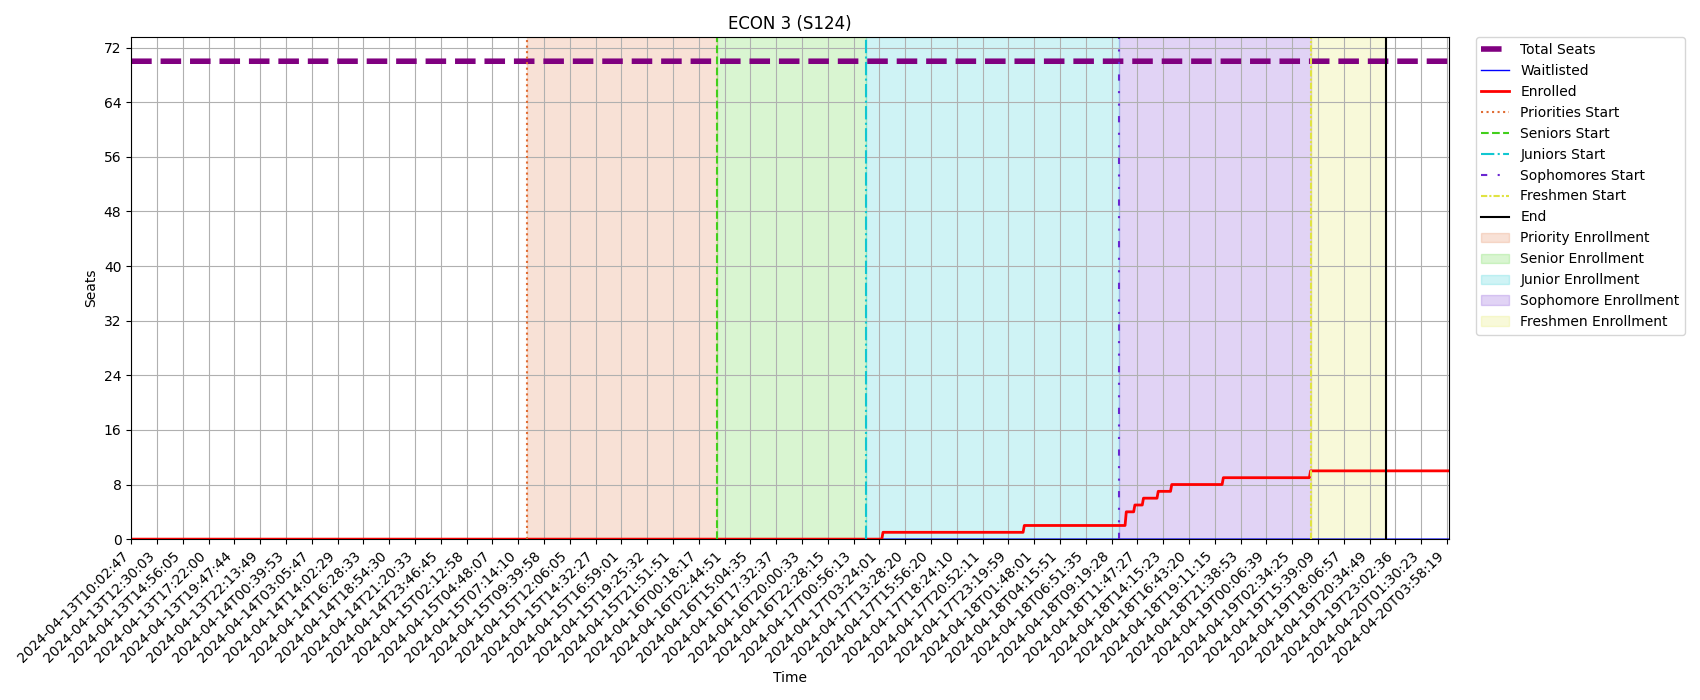 ECON 3 (S124)
72
64
56
48
40
32
24
16
8
0
Seats
2024-04-13T10:02:47
2024-04-13T12:30:03
2024-04-13T14:56:05
2024-04-13T17:22:00
2024-04-13T19:47:44
2024-04-13T22:13:49
2024-04-14T00:39:53
2024-04-14T03:05:47
2024-04-14T14:02:29
2024-04-14T16:28:33
2024-04-14T18:54:30
2024-04-14T21:20:33
2024-04-14T23:46:45
2024-04-15T02:12:58
2024-04-15T04:48:07
2024-04-15T07:14:10
2024-04-15T09:39:58
2024-04-15T12:06:05
2024-04-15T14:32:27
2024-04-15T16:59:01
2024-04-15T19:25:32
2024-04-15T21:51:51
2024-04-16T00:18:17
2024-04-16T02:44:51
2024-04-16T15:04:35
2024-04-16T17:32:37
2024-04-16T20:00:33
2024-04-16T22:28:15
2024-04-17T00:56:13
2024-04-17T03:24:01
2024-04-17T13:28:20
2024-04-17T15:56:20
2024-04-17T18:24:10
2024-04-17T20:52:11
2024-04-17T23:19:59
2024-04-18T01:48:01
2024-04-18T04:15:51
2024-04-18T06:51:35
2024-04-18T09:19:28
2024-04-18T11:47:27
2024-04-18T14:15:23
2024-04-18T16:43:20
2024-04-18T19:11:15
2024-04-18T21:38:53
2024-04-19T00:06:39
2024-04-19T02:34:25
2024-04-19T15:39:09
2024-04-19T18:06:57
2024-04-19T20:34:49
2024-04-19T23:02:36
2024-04-20T01:30:23
2024-04-20T03:58:19
Time
Total Seats
Waitlisted
Enrolled
Priorities Start
Seniors Start
Juniors Start
Sophomores Start
Freshmen Start
End
Priority Enrollment
Senior Enrollment
Junior Enrollment
Sophomore Enrollment
Freshmen Enrollment